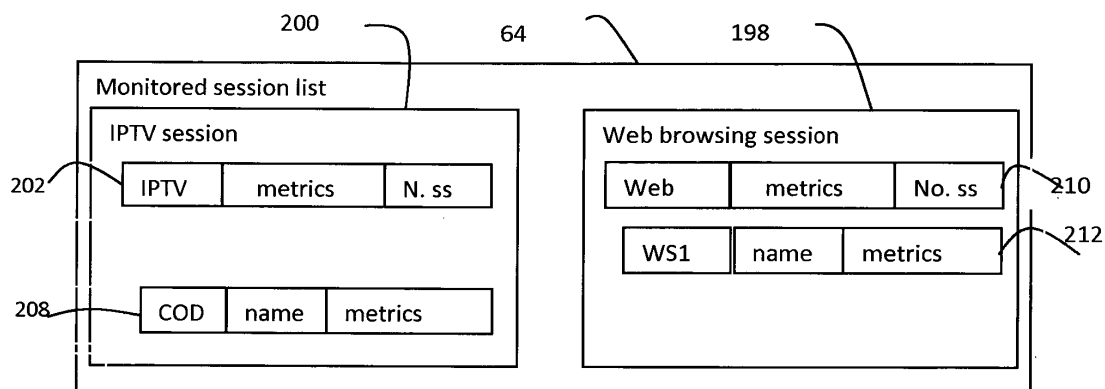 200
64
198
Monitored session list
IPTV session
Web browsing session
202
IPTV metrics N. ss
Web metrics No. ss
210
WS1 name metrics
212
208
COD name metrics